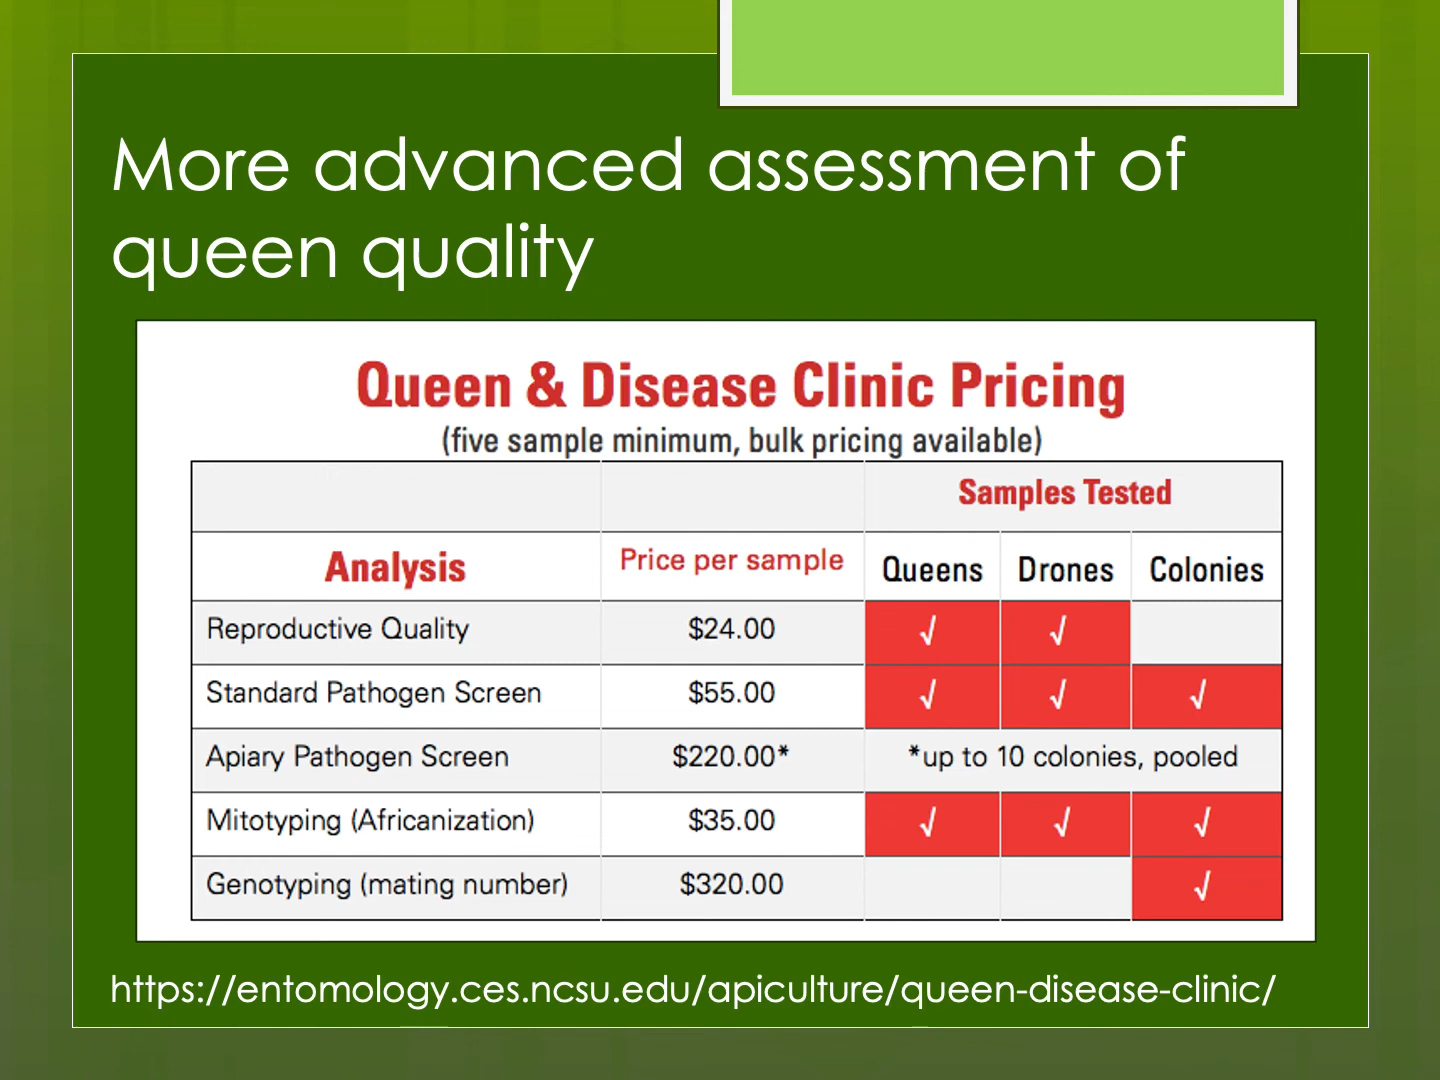 More advanced assessment of
queen quality
Queen & Disease Clinic Pricing
(five sample minimum, bulk pricing available)
Samples Tested
Analysis Price per sample Queens Drones Colonies
Reproductive Quality $24.00 √ √
Standard Pathogen Screen $55.00 √ √ √
Apiary Pathogen Screen $220.00* *up to 10 colonies, pooled
Mitotyping (Africanization) $35.00 √ √ √
Genotyping (mating number) $320.00 √
https://entomology.ces.ncsu.edu/apiculture/queen-disease-clinic/